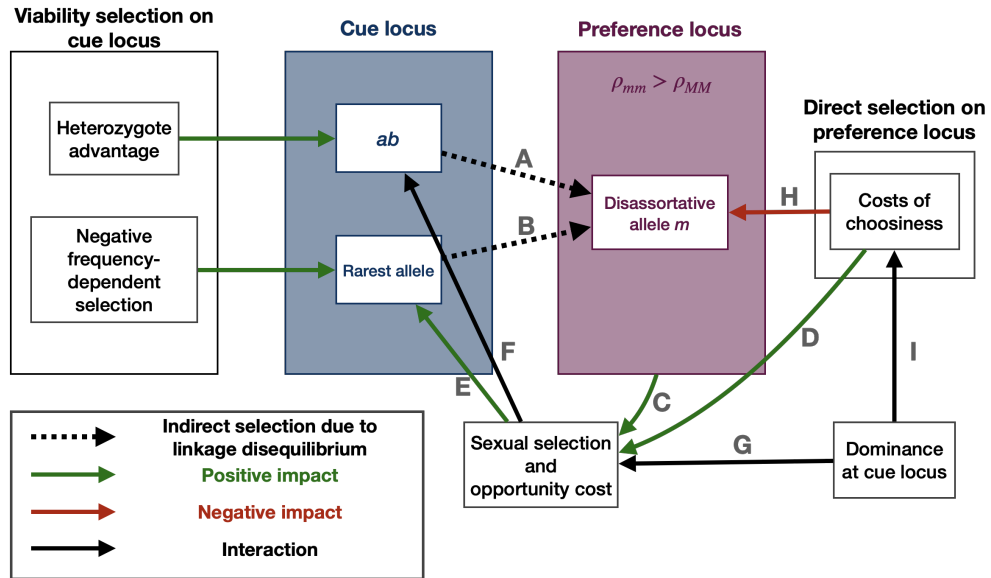 Viability selection on
cue locus
Cue locus
Preference locus
ρmm > ρMM
Direct selection on
preference locus
Heterozygote
advantage
ab
A
Disassortative
allele m
H
Costs of
choosiness
Negative
frequency-
dependent
selection
Rarest allele
B
F
E
C
D
I
G
Sexual selection
and
opportunity cost
Dominance
at cue locus
Indirect selection due to
linkage disequilibrium
Positive impact
Negative impact
Interaction